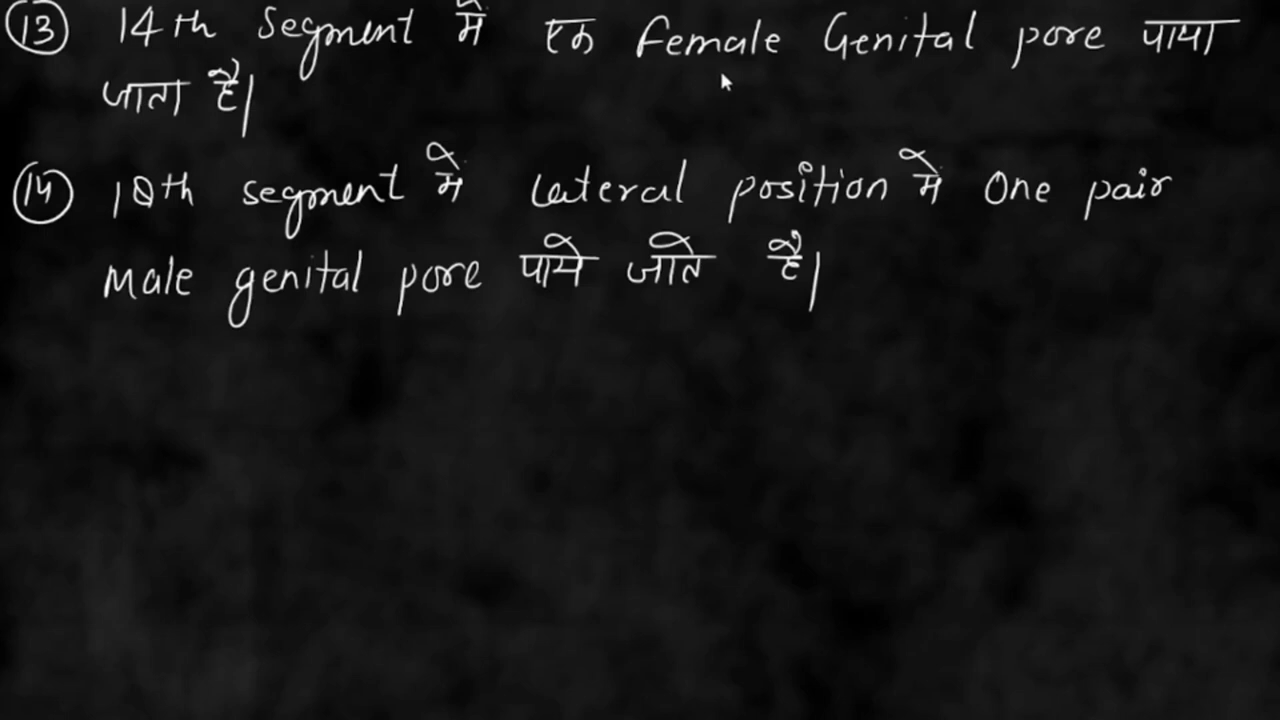 (13) 14th segment में एक female Genital pore पाया
जाता है।
(14) 18th segment में lateral position में one pair
male genital pore पाये जाते है।